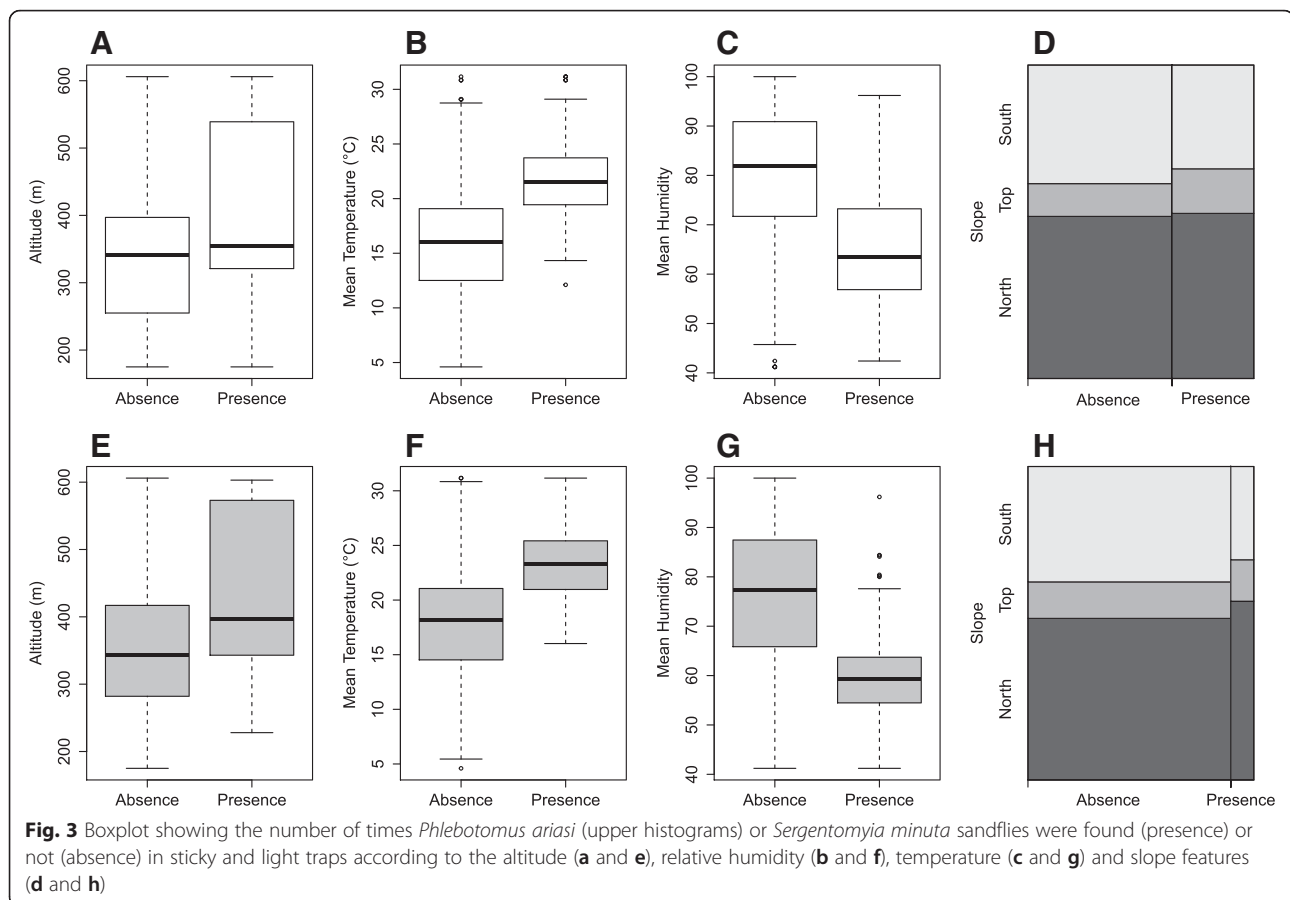 A
B
C
D
Altitude (m)
600
500
400
300
200
Absence
Presence
Mean Temperature (°C)
30
25
20
15
10
5
Absence
Presence
Mean Humidity
100
90
80
70
60
50
40
Absence
Presence
Slope
South
Top
North
Absence
Presence
E
F
G
H
Altitude (m)
600
500
400
300
200
Absence
Presence
Mean Temperature (°C)
30
25
20
15
10
5
Absence
Presence
Mean Humidity
100
90
80
70
60
50
40
Absence
Presence
Slope
South
Top
North
Absence
Presence
Fig. 3 Boxplot showing the number of times Phlebotomus ariasi (upper histograms) or Sergentomyia minuta sandflies were found (presence) or
not (absence) in sticky and light traps according to the altitude (a and e), relative humidity (b and f), temperature (c and g) and slope features
(d and h)